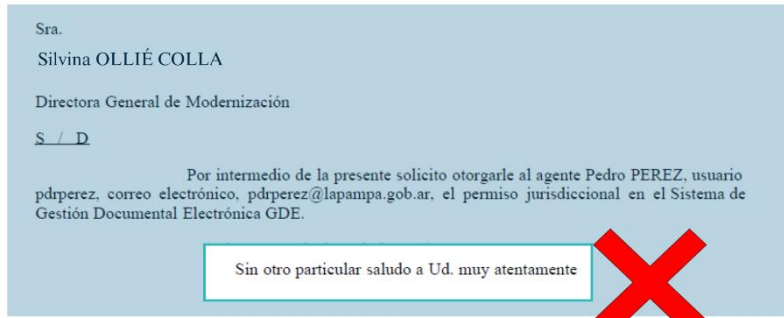 Sra.
Silvina OLLIÉ COLLA
Directora General de Modernización
S / D
Por intermedio de la presente solicito otorgarle al agente Pedro PEREZ, usuario
pdrperez, correo electrónico, pdrperez@lapampa.gob.ar, el permiso jurisdiccional en el Sistema de
Gestión Documental Electrónica GDE.
Sin otro particular saludo a Ud. muy atentamente